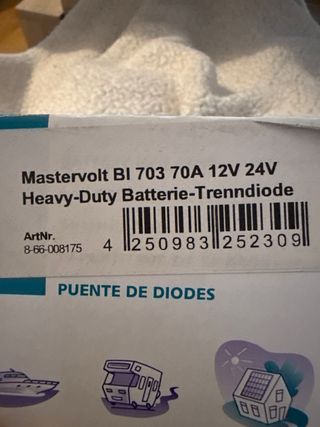 Mastervolt BI 703 70A 12V 24V
Heavy-Duty Batterie-Trenndiode
ArtNr.
8-66-008175
4 250983 252309
PUENTE DE DIODES